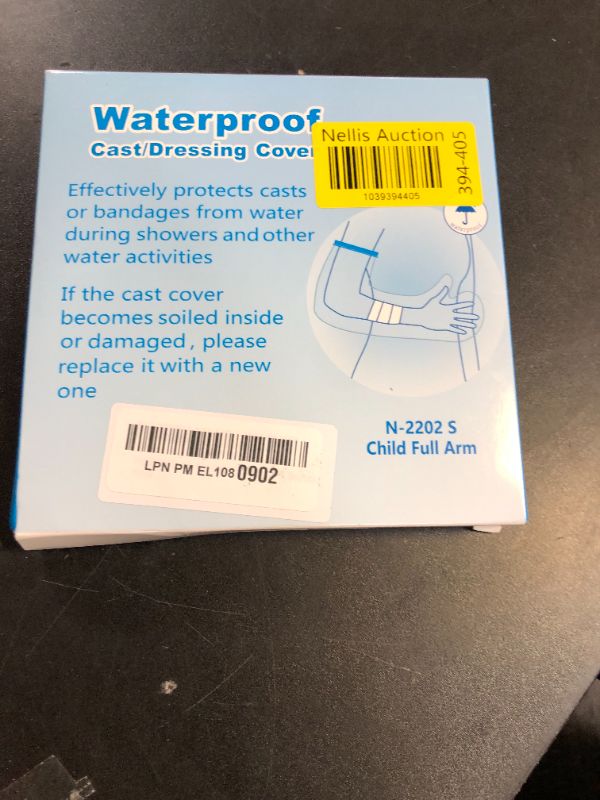 Waterproof
Cast/Dressing Cover
Nellis Auction
1039394405
394-405
Effectively protects casts
or bandages from water
during showers and other
water activities
waterproof
If the cast cover
becomes soiled inside
or damaged , please
replace it with a new
one
N-2202 S
Child Full Arm
LPN PM EL108 0902